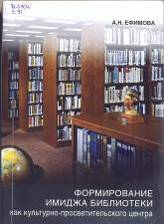 А.Н. ЕФИМОВА
ФОРМИРОВАНИЕ
ИМИДЖА БИБЛИОТЕКИ
как культурно-просветительского центра